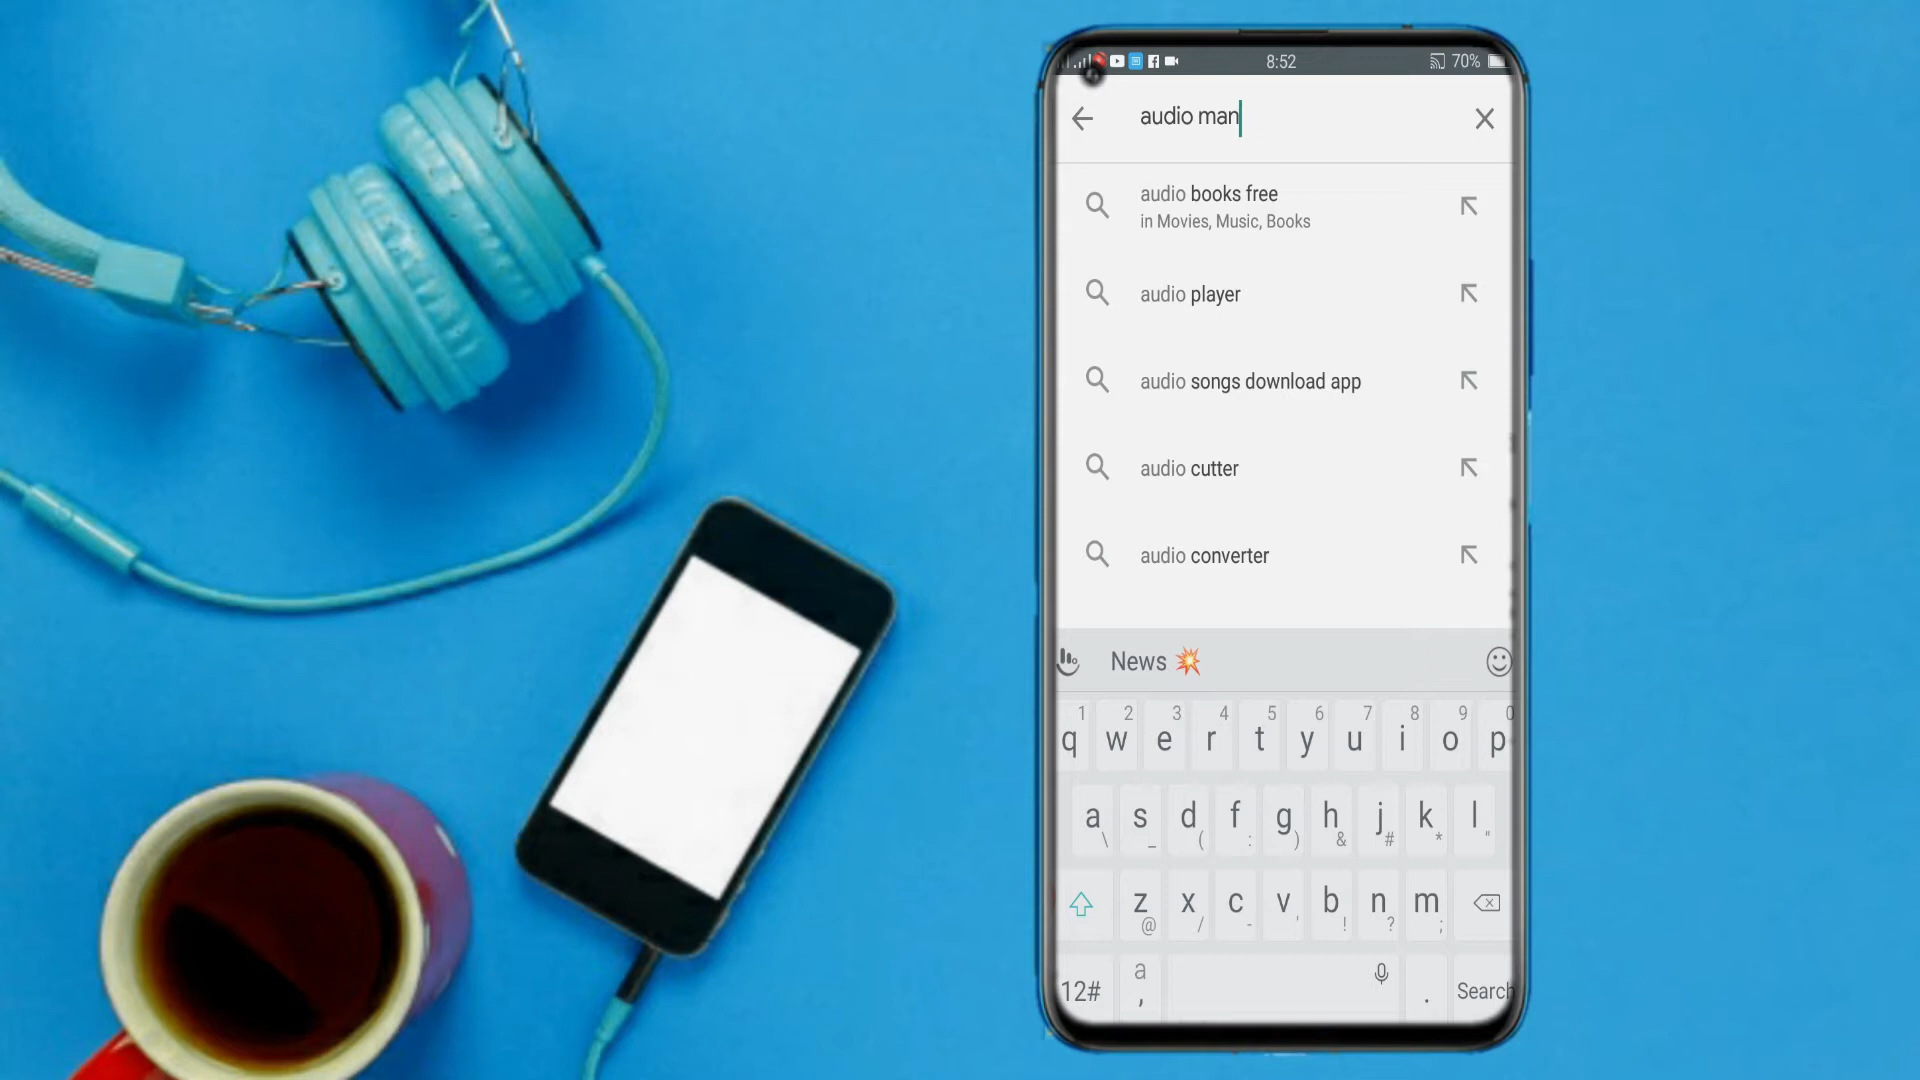 8:52
70%
audio man
audio books free
in Movies, Music, Books
audio player
audio songs download app
audio cutter
audio converter
News 💥
1 2 3 4 5 6 7 8 9 0
q w e r t y u i o p
a s d f g h j k l
\ _ ( : ) & # * "
z x c v b n m
@ / - ' ! ? ;
a
12# , . Search